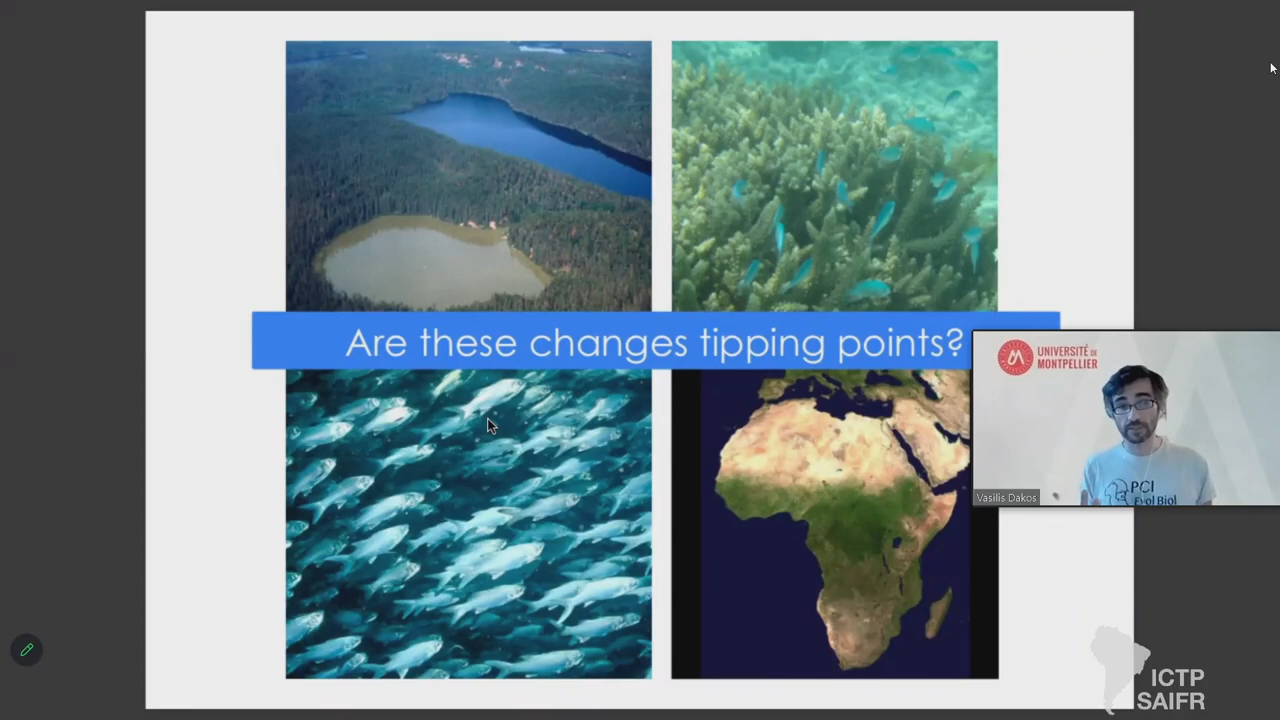 Are these changes tipping points?
UNIVERSITÉ DE
MONTPELLIER
Vasilis Dakos
PCI
Evol Biol
ICTP
SAIFR